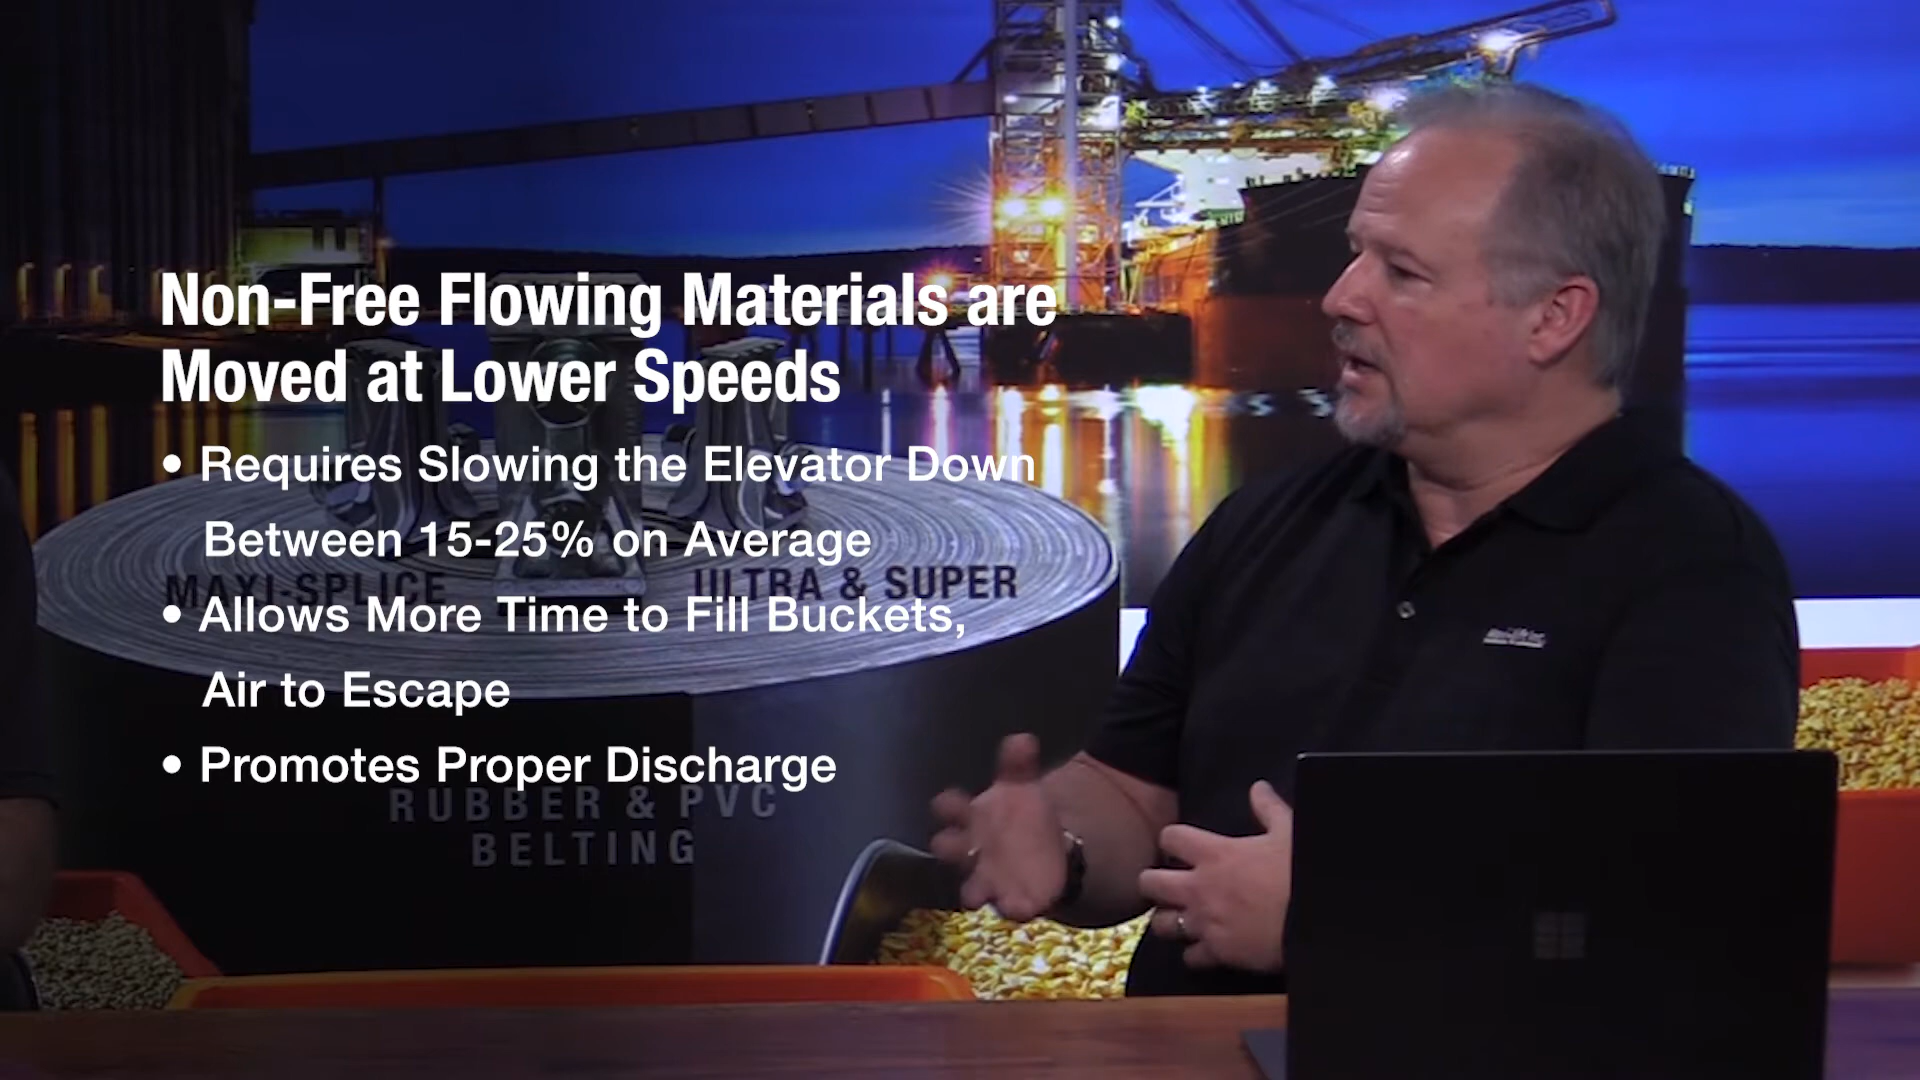 Non-Free Flowing Materials are
Moved at Lower Speeds
• Requires Slowing the Elevator Down
Between 15-25% on Average
MAXI-SPLICE
ULTRA & SUPER
• Allows More Time to Fill Buckets,
Air to Escape
• Promotes Proper Discharge
RUBBER & PVC
BELTING